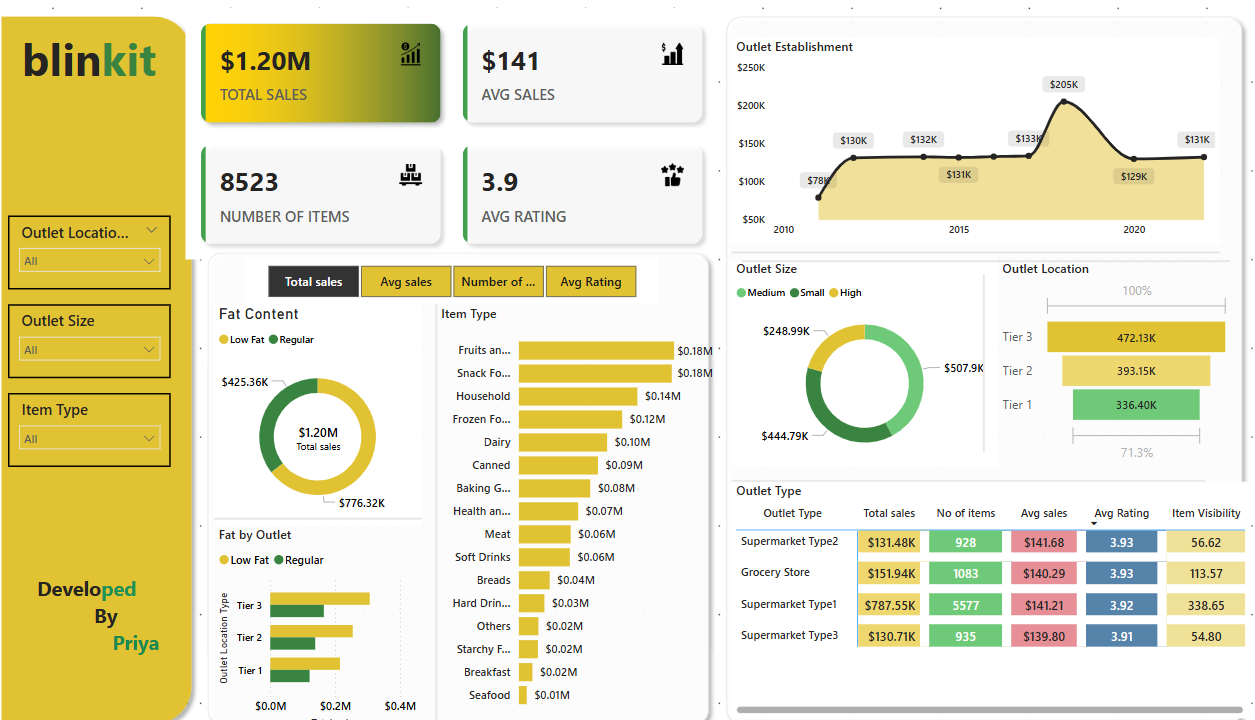 blinkit
Outlet Locatio...
All
Outlet Size
All
Item Type
All
Developed
By
Priya
$1.20M
TOTAL SALES
$141
AVG SALES
8523
NUMBER OF ITEMS
3.9
AVG RATING
Total sales Avg sales Number of ... Avg Rating
Fat Content
Low Fat Regular
$425.36K
$1.20M
Total sales
$776.32K
Fat by Outlet
Low Fat Regular
Outlet Location Type
Tier 3
Tier 2
Tier 1
$0.0M $0.2M $0.4M
Item Type
Fruits an... $0.18M
Snack Fo... $0.18M
Household $0.14M
Frozen Fo... $0.12M
Dairy $0.10M
Canned $0.09M
Baking G... $0.08M
Health an... $0.07M
Meat $0.06M
Soft Drinks $0.06M
Breads $0.04M
Hard Drin... $0.03M
Others $0.02M
Starchy F... $0.02M
Breakfast $0.02M
Seafood $0.01M
Outlet Establishment
$250K
$200K
$150K
$100K
$50K
$78K
$130K
$132K
$131K
$133K
$205K
$129K
$131K
2010 2015 2020
Outlet Size
Medium Small High
$248.99K
$507.9K
$444.79K
Outlet Location
100%
Tier 3 472.13K
Tier 2 393.15K
Tier 1 336.40K
71.3%
Outlet Type
Outlet Type Total sales No of items Avg sales Avg Rating Item Visibility
Supermarket Type2 $131.48K 928 $141.68 3.93 56.62
Grocery Store $151.94K 1083 $140.29 3.93 113.57
Supermarket Type1 $787.55K 5577 $141.21 3.92 338.65
Supermarket Type3 $130.71K 935 $139.80 3.91 54.80